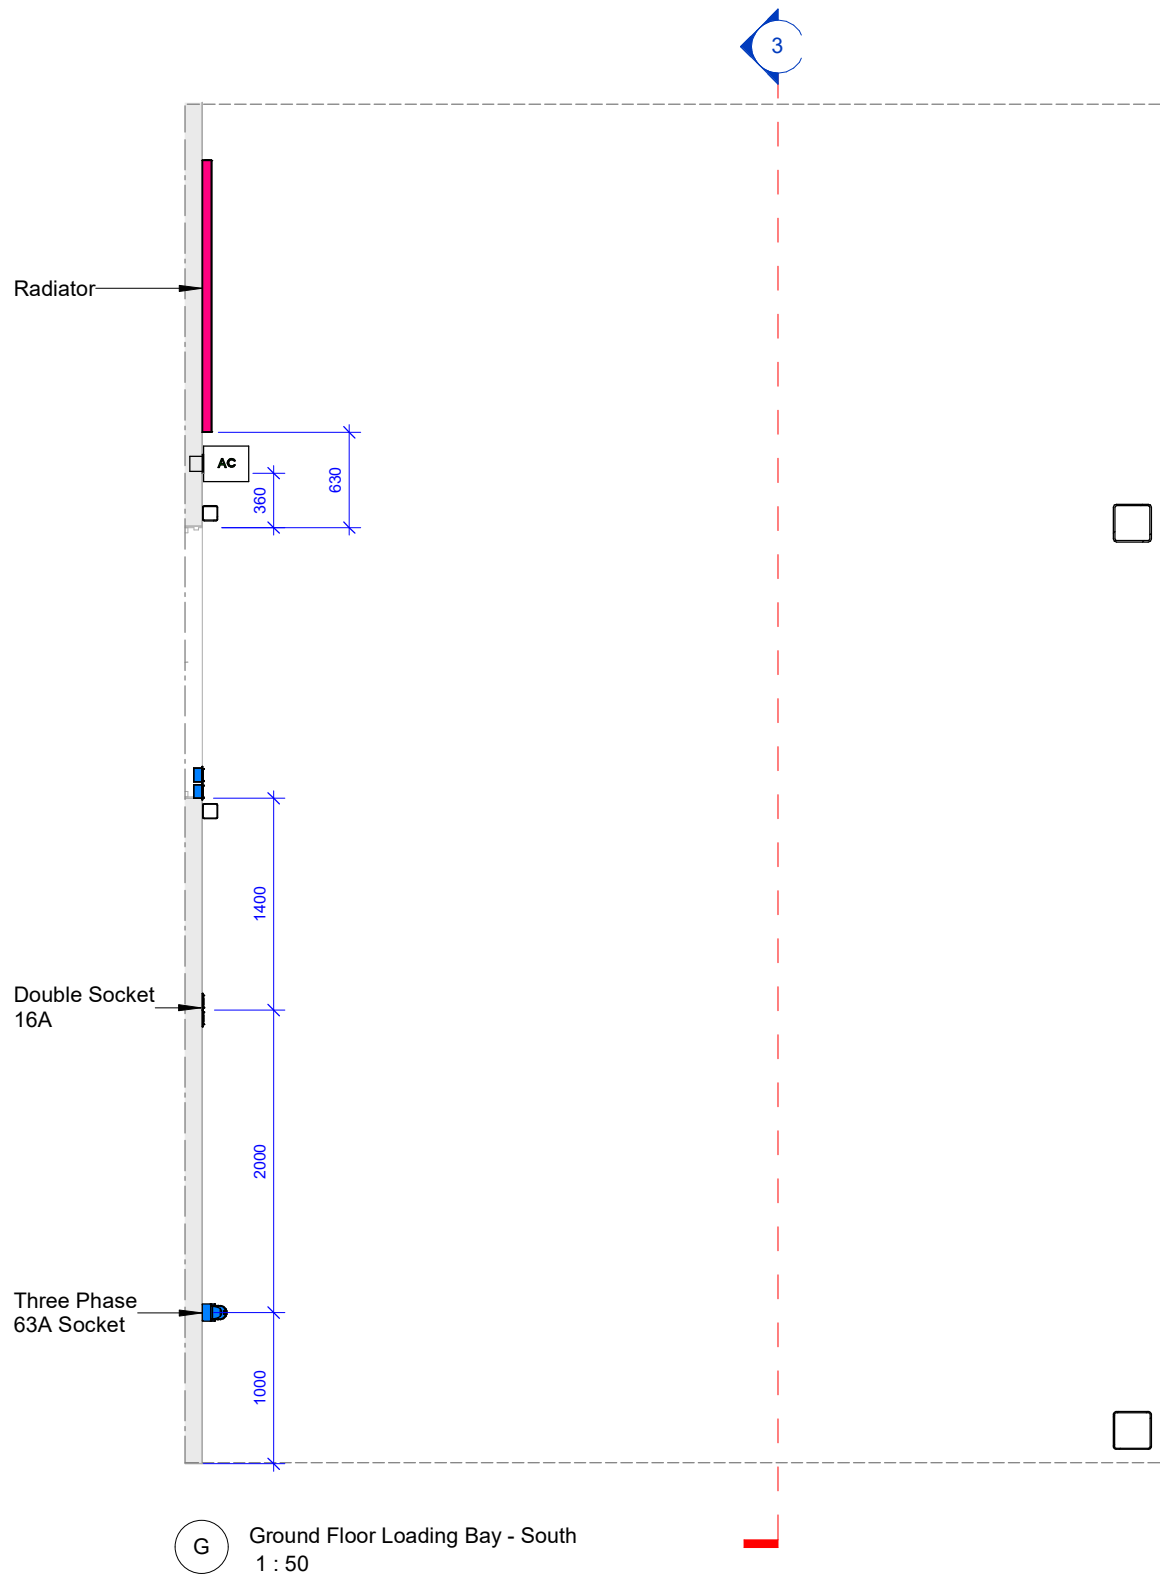 3
Radiator
AC
360
630
1400
Double Socket
16A
2000
Three Phase
63A Socket
1000
G
Ground Floor Loading Bay - South
1 : 50